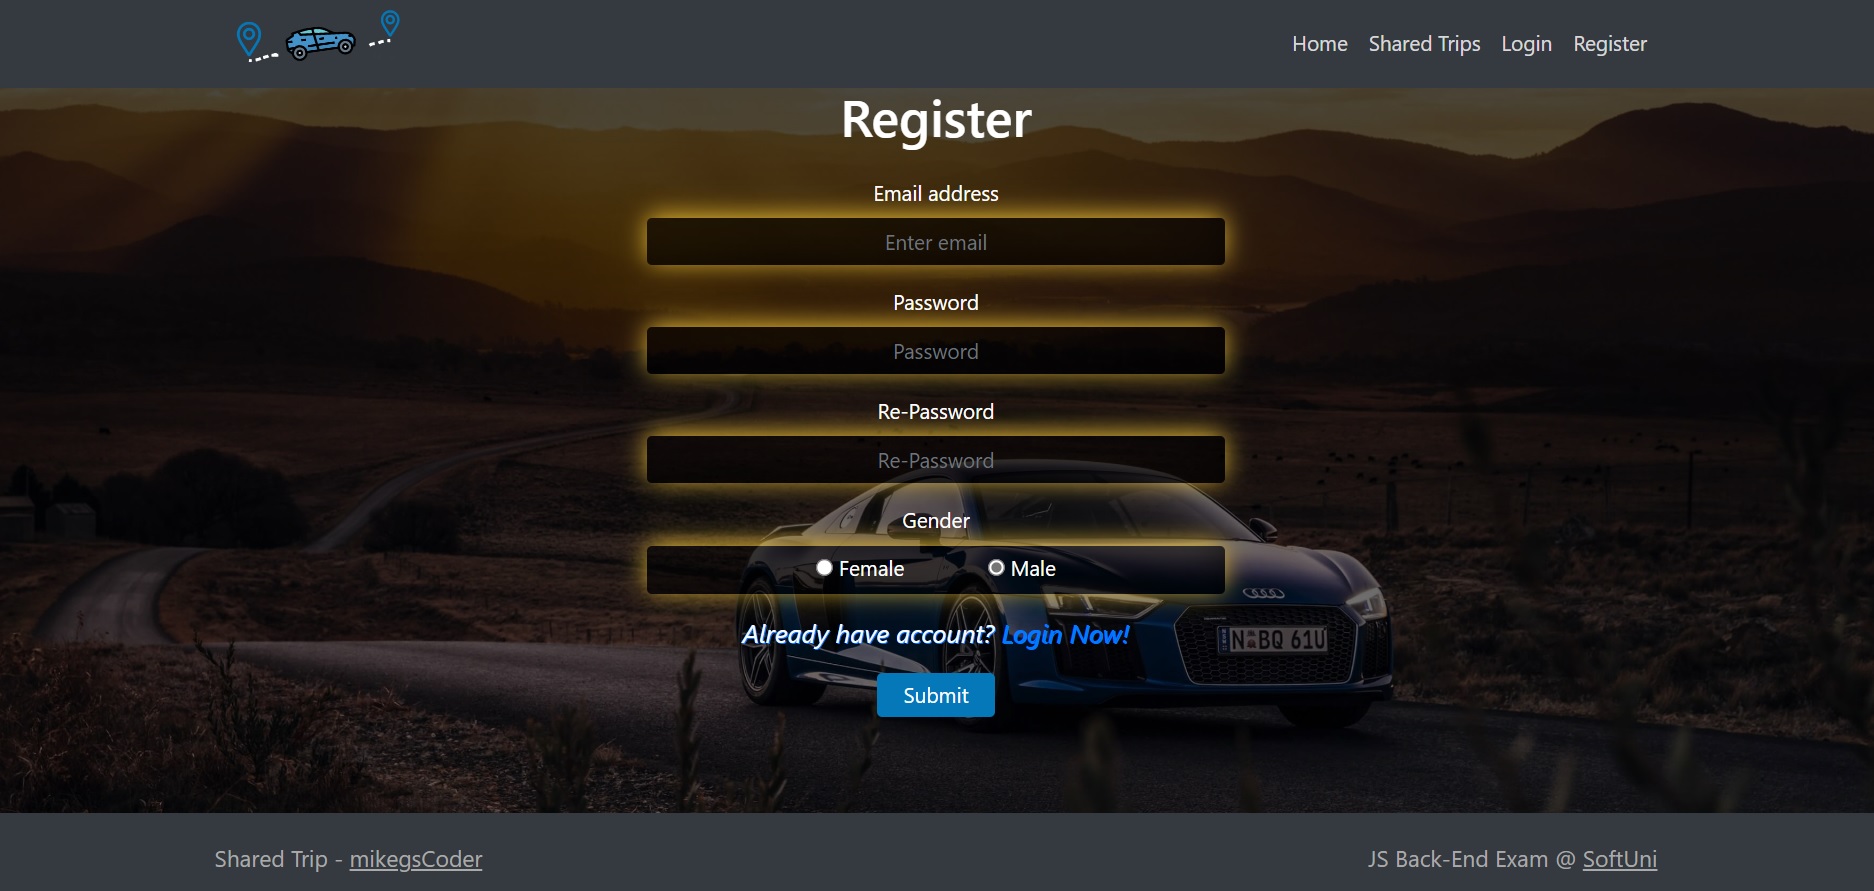 Home Shared Trips Login Register
Register
Email address
Enter email
Password
Password
Re-Password
Re-Password
Gender
Female Male
Already have account? Login Now!
N•BQ 61U
Submit
Shared Trip - mikegsCoder
JS Back-End Exam @ SoftUni